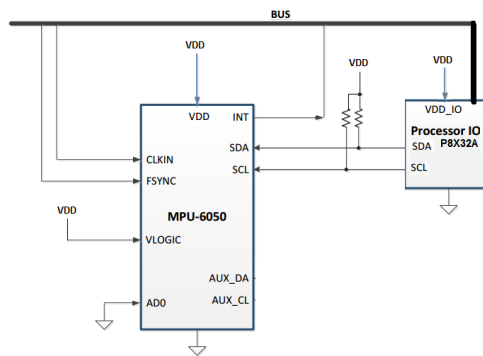 BUS
VDD
VDD
VDD
VDD
INT
VDD_IO
Processor IO
P8X32A
SDA
SDA
CLKIN
SCL
SCL
FSYNC
MPU-6050
VDD
VLOGIC
AUX_DA
AUX_CL
AD0